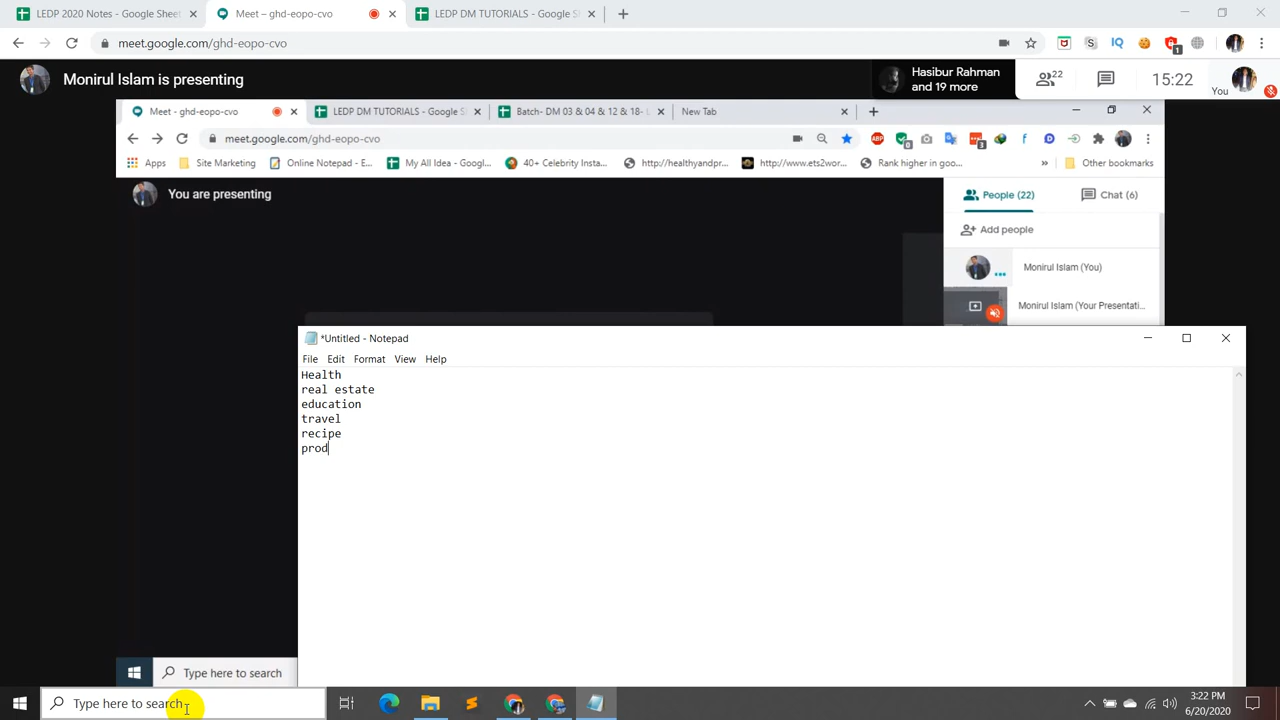 LEDP 2020 Notes - Google Sheet
Meet – ghd-eopo-cvo
LEDP DM TUTORIALS - Google Sh
meet.google.com/ghd-eopo-cvo
1
Monirul Islam is presenting
Hasibur Rahman
and 19 more
22
15:22
You
Meet - ghd-eopo-cvo
LEDP DM TUTORIALS - Google S
Batch- DM 03 & 04 & 12 & 18-
New Tab
meet.google.com/ghd-eopo-cvo
ABP
0
3
Apps
Site Marketing
Online Notepad - E...
My All Idea - Googl...
40+ Celebrity Insta...
http://healthyandpr...
http://www.ets2wor...
Rank higher in goo...
»
Other bookmarks
You are presenting
People (22)
Chat (6)
Add people
Monirul Islam (You)
Monirul Islam (Your Presentati...
*Untitled - Notepad
File Edit Format View Help
Health
real estate
education
travel
recipe
prod
Type here to search
Type here to search
3:22 PM
6/20/2020